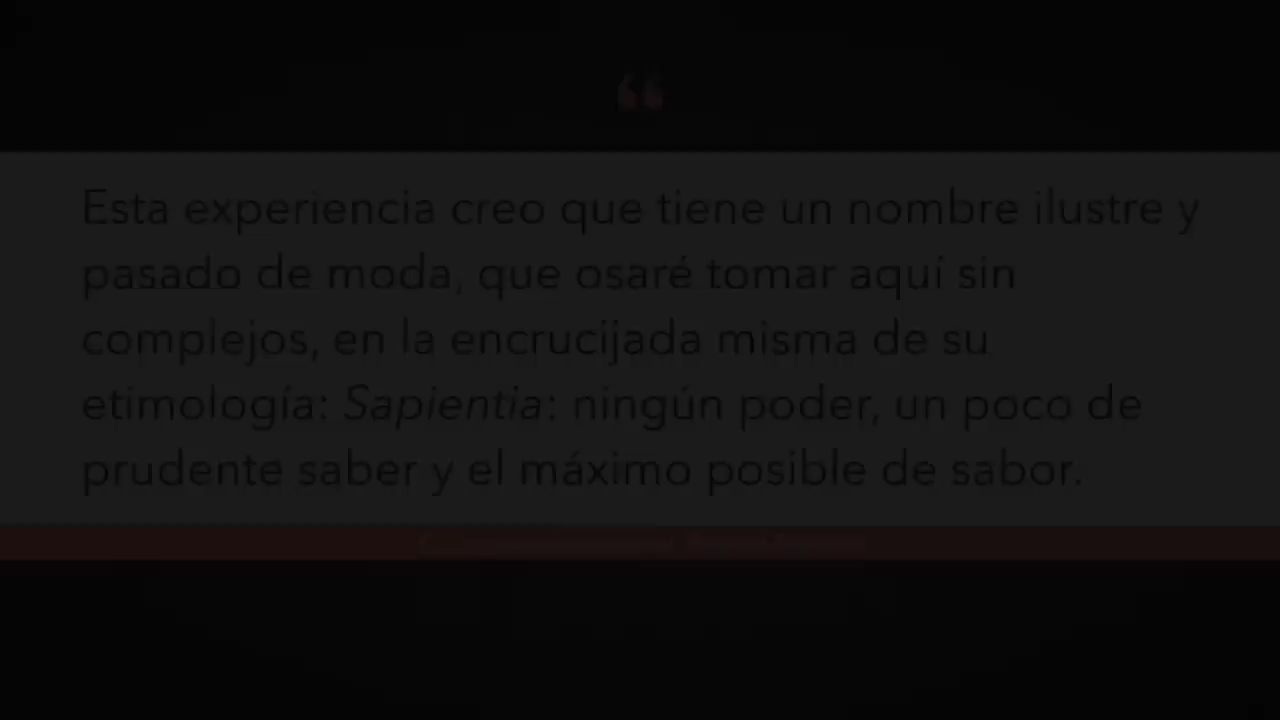 “
Esta experiencia creo que tiene un nombre ilustre y
pasado de moda, que osaré tomar aquí sin
complejos, en la encrucijada misma de su
etimología: Sapientia: ningún poder, un poco de
prudente saber y el máximo posible de sabor.